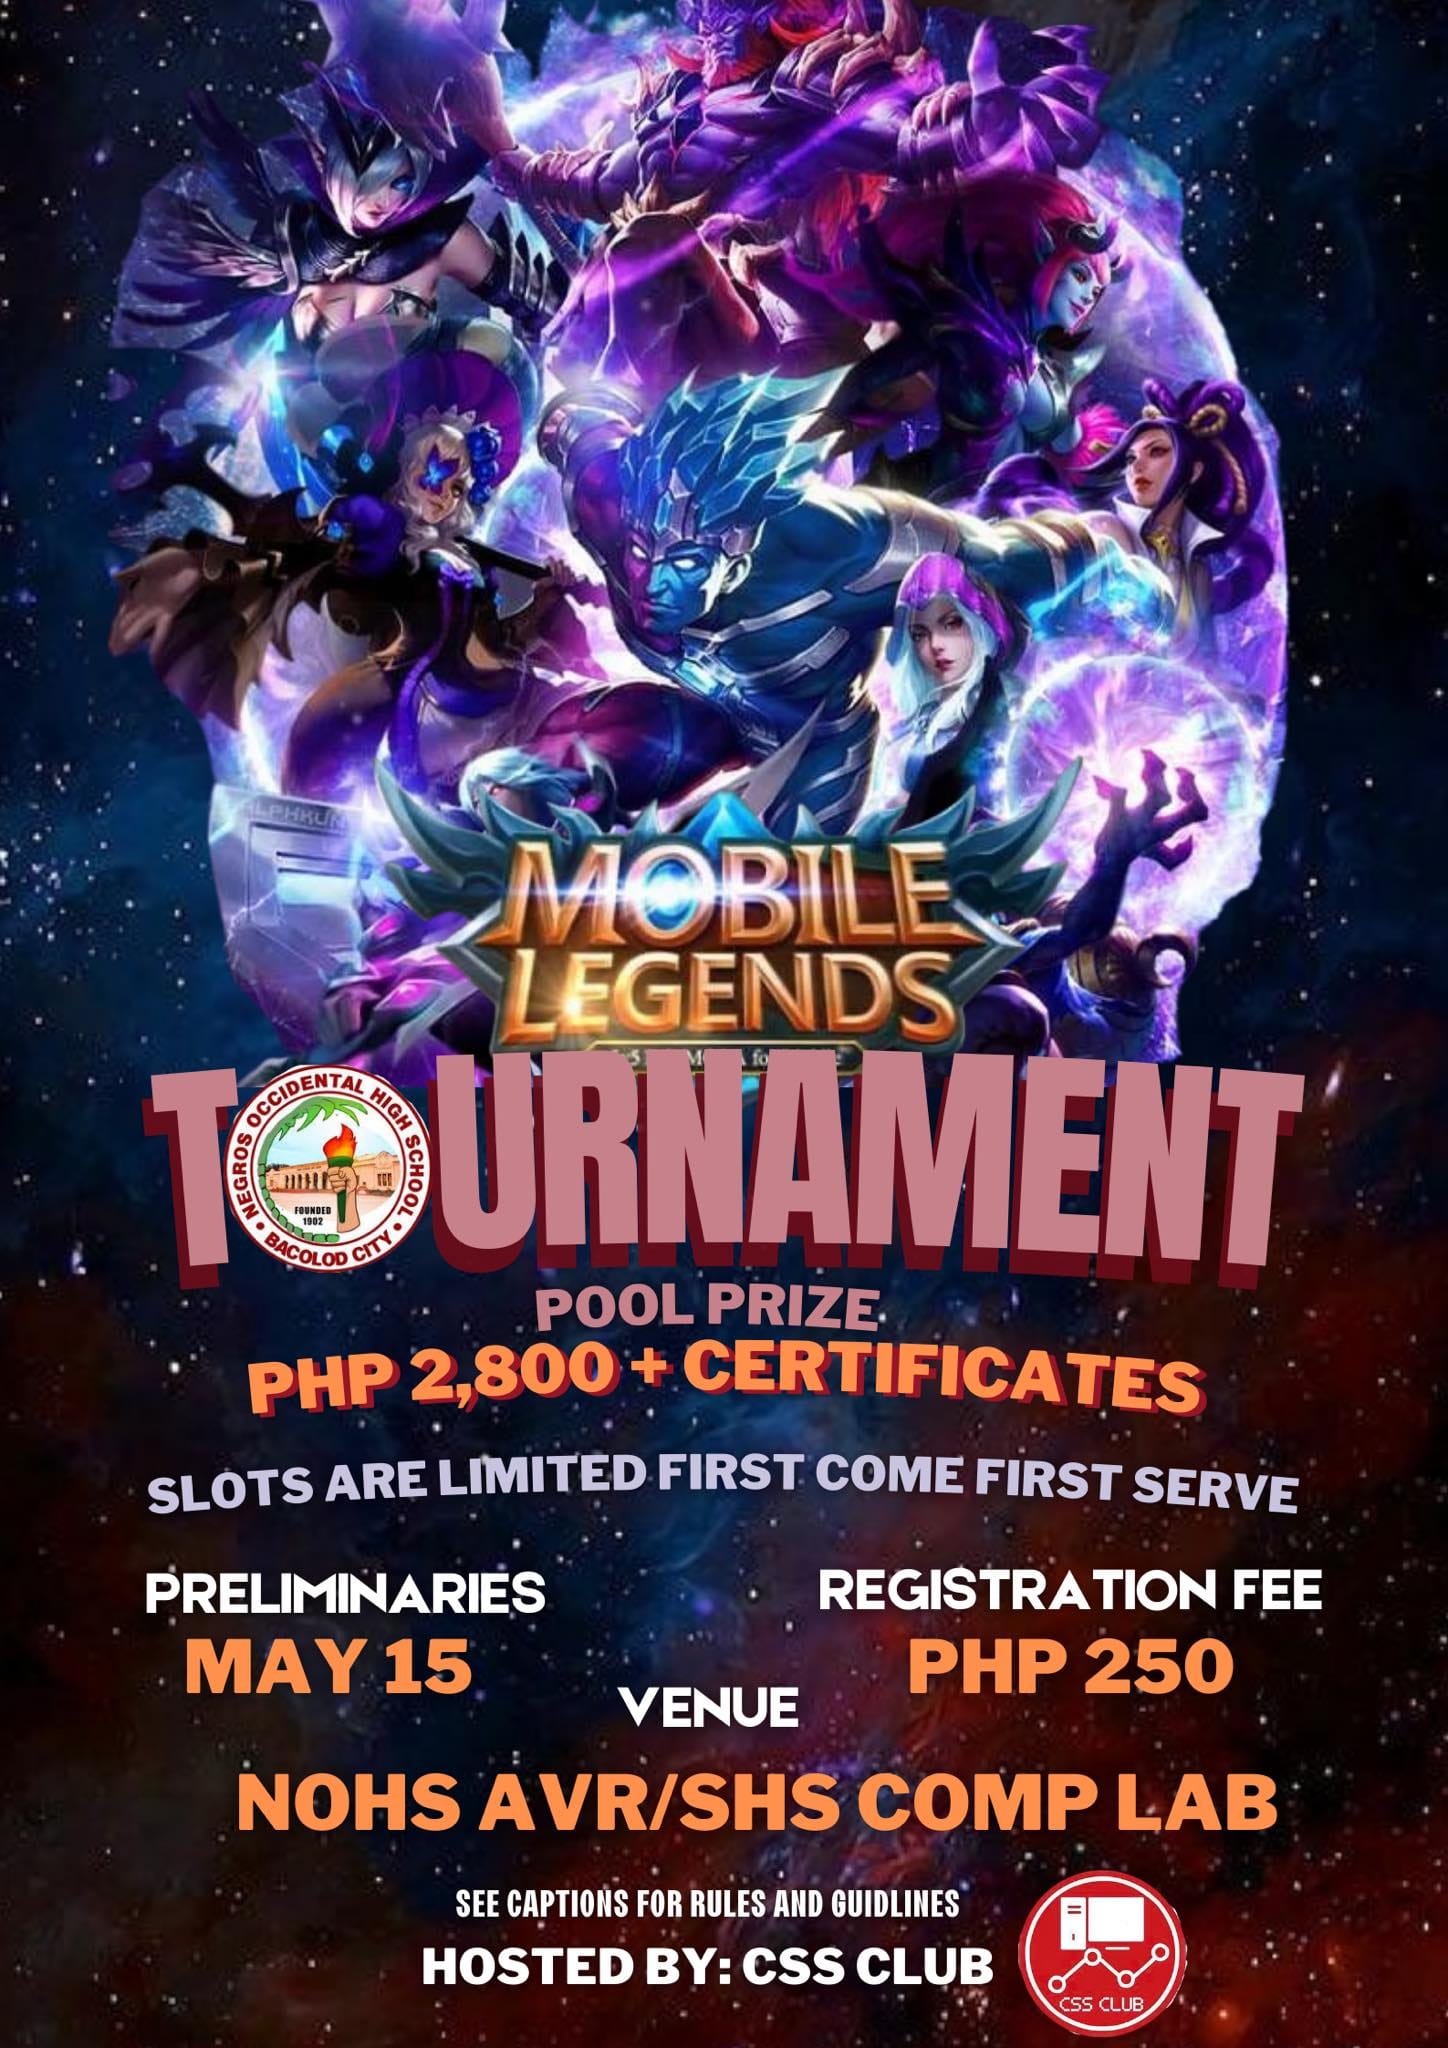 ALPHKUN
MOBILE
LEGENDS
TOURNAMENT
NEGROS OCCIDENTAL HIGH SCHOOL
FOUNDED
1902
BACOLOD CITY
POOL PRIZE
PHP 2,800 + CERTIFICATES
SLOTS ARE LIMITED FIRST COME FIRST SERVE
PRELIMINARIES
REGISTRATION FEE
MAY 15
PHP 250
VENUE
NOHS AVR/SHS COMP LAB
SEE CAPTIONS FOR RULES AND GUIDLINES
HOSTED BY: CSS CLUB
CSS CLUB